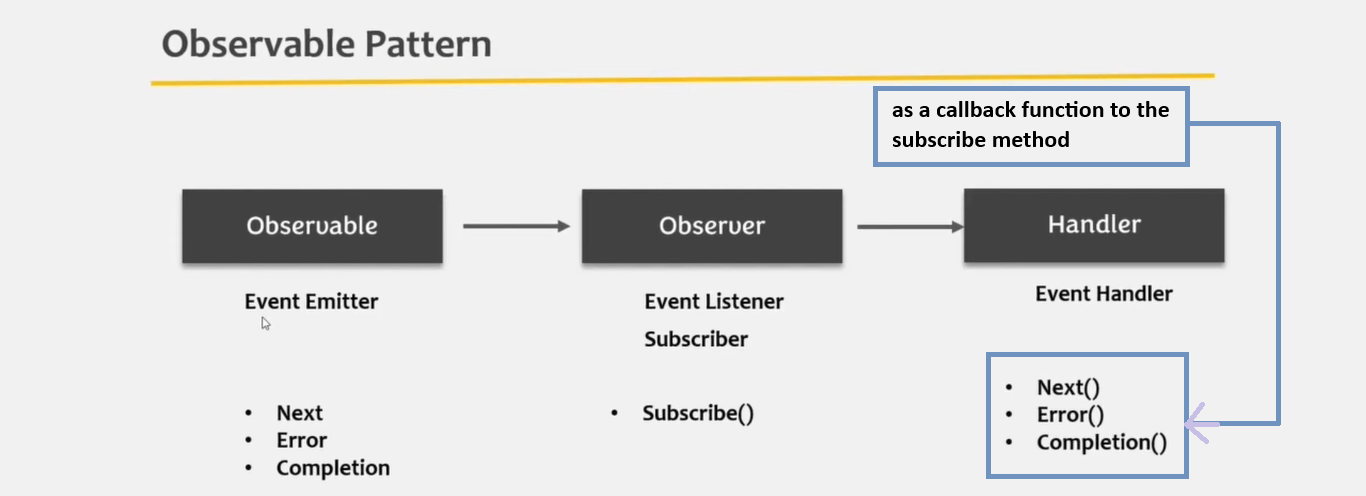 Observable Pattern
as a callback function to the
subscribe method
Observable
Observer
Handler
Event Emitter
Event Listener
Subscriber
Event Handler
• Next
• Error
• Completion
• Subscribe()
• Next()
• Error()
• Completion()